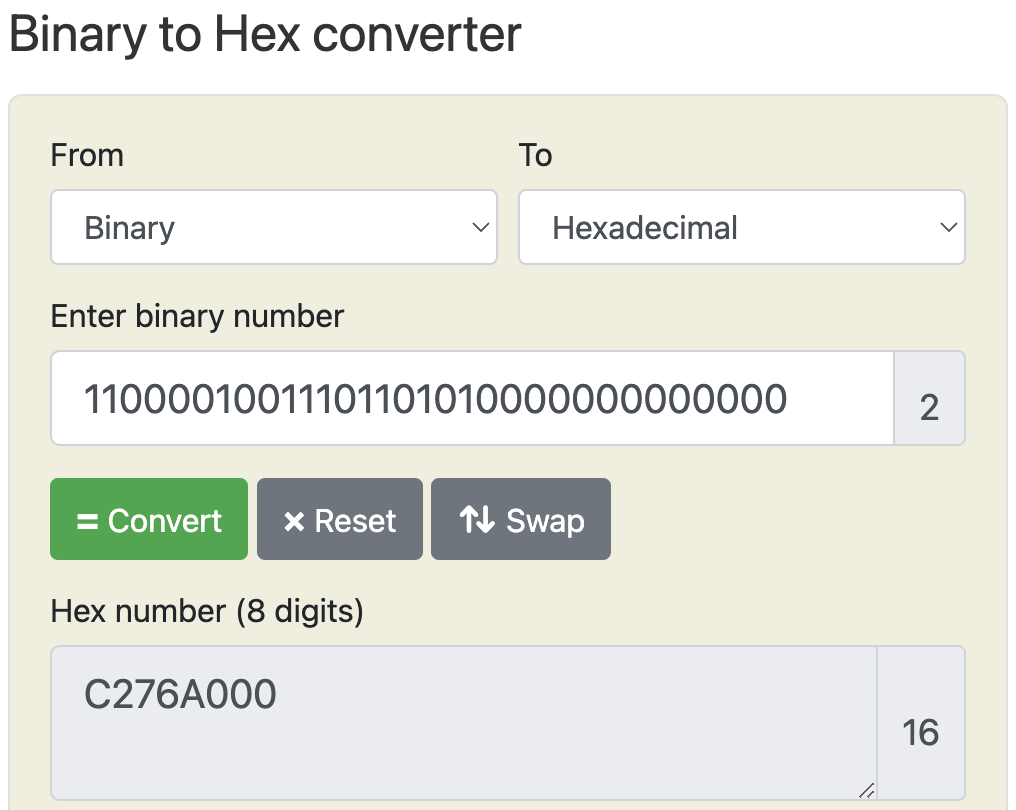 Binary to Hex converter
From To
Binary Hexadecimal
Enter binary number
11000010011101101010000000000000 2
= Convert × Reset Swap
Hex number (8 digits)
C276A000
16